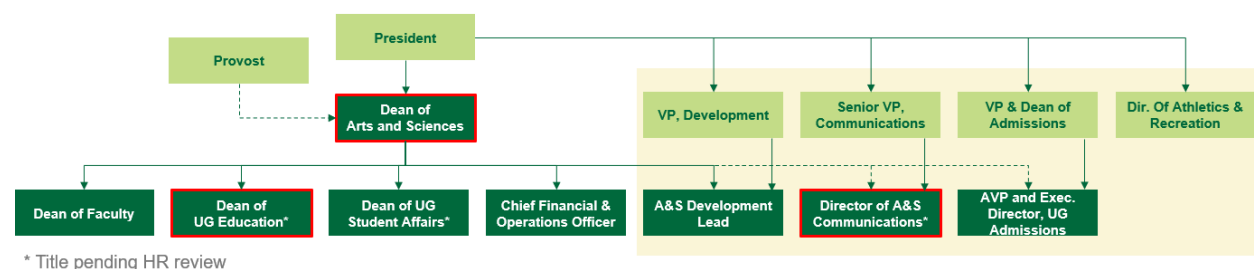 President
Provost
Dean of
Arts and Sciences
VP, Development
Senior VP,
Communications
VP & Dean of
Admissions
Dir. Of Athletics &
Recreation
Dean of Faculty
Dean of
UG Education*
Dean of UG
Student Affairs*
Chief Financial &
Operations Officer
A&S Development
Lead
Director of A&S
Communications*
AVP and Exec.
Director, UG
Admissions
* Title pending HR review